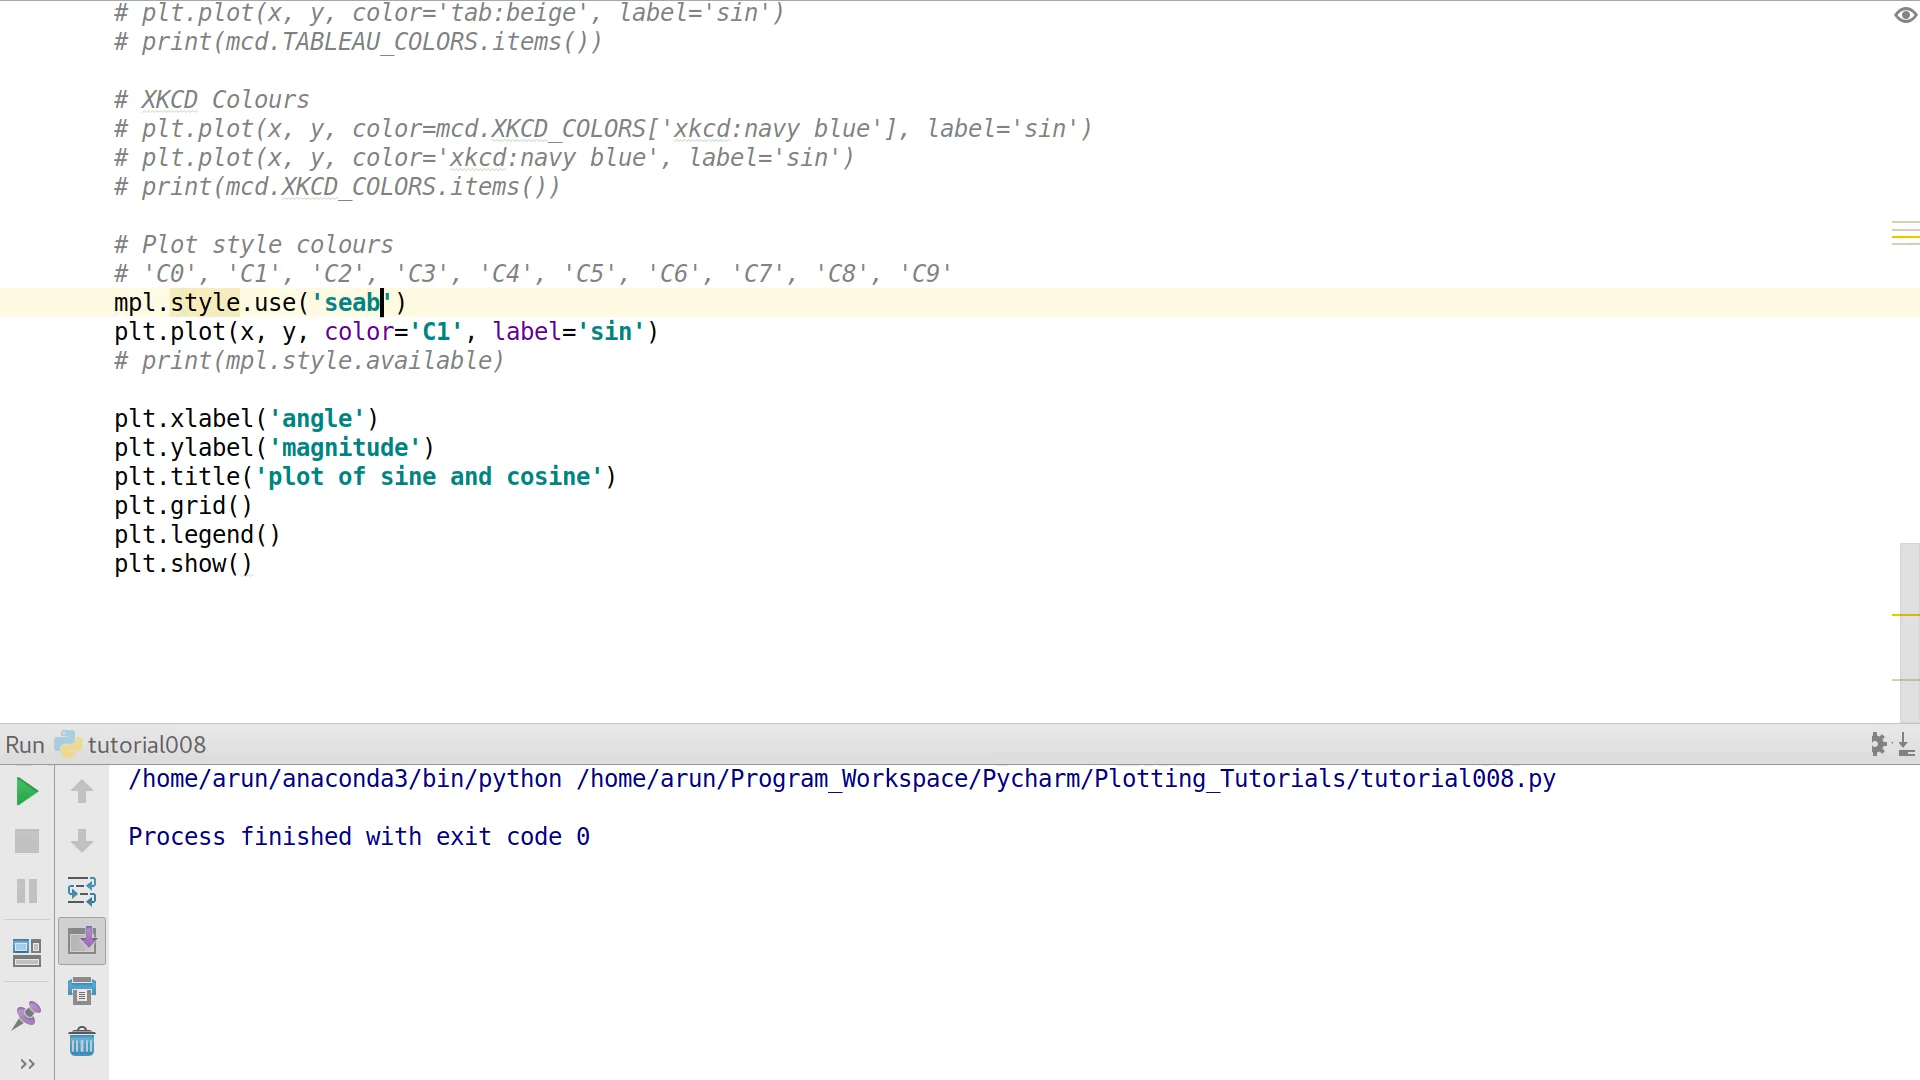 # plt.plot(x, y, color='tab:beige', label='sin')
# print(mcd.TABLEAU_COLORS.items())
# XKCD Colours
# plt.plot(x, y, color=mcd.XKCD_COLORS['xkcd:navy blue'], label='sin')
# plt.plot(x, y, color='xkcd:navy blue', label='sin')
# print(mcd.XKCD_COLORS.items())
# Plot style colours
# 'C0', 'C1', 'C2', 'C3', 'C4', 'C5', 'C6', 'C7', 'C8', 'C9'
mpl.style.use('seab')
plt.plot(x, y, color='C1', label='sin')
# print(mpl.style.available)
plt.xlabel('angle')
plt.ylabel('magnitude')
plt.title('plot of sine and cosine')
plt.grid()
plt.legend()
plt.show()
Run tutorial008
/home/arun/anaconda3/bin/python /home/arun/Program_Workspace/Pycharm/Plotting_Tutorials/tutorial008.py
Process finished with exit code 0